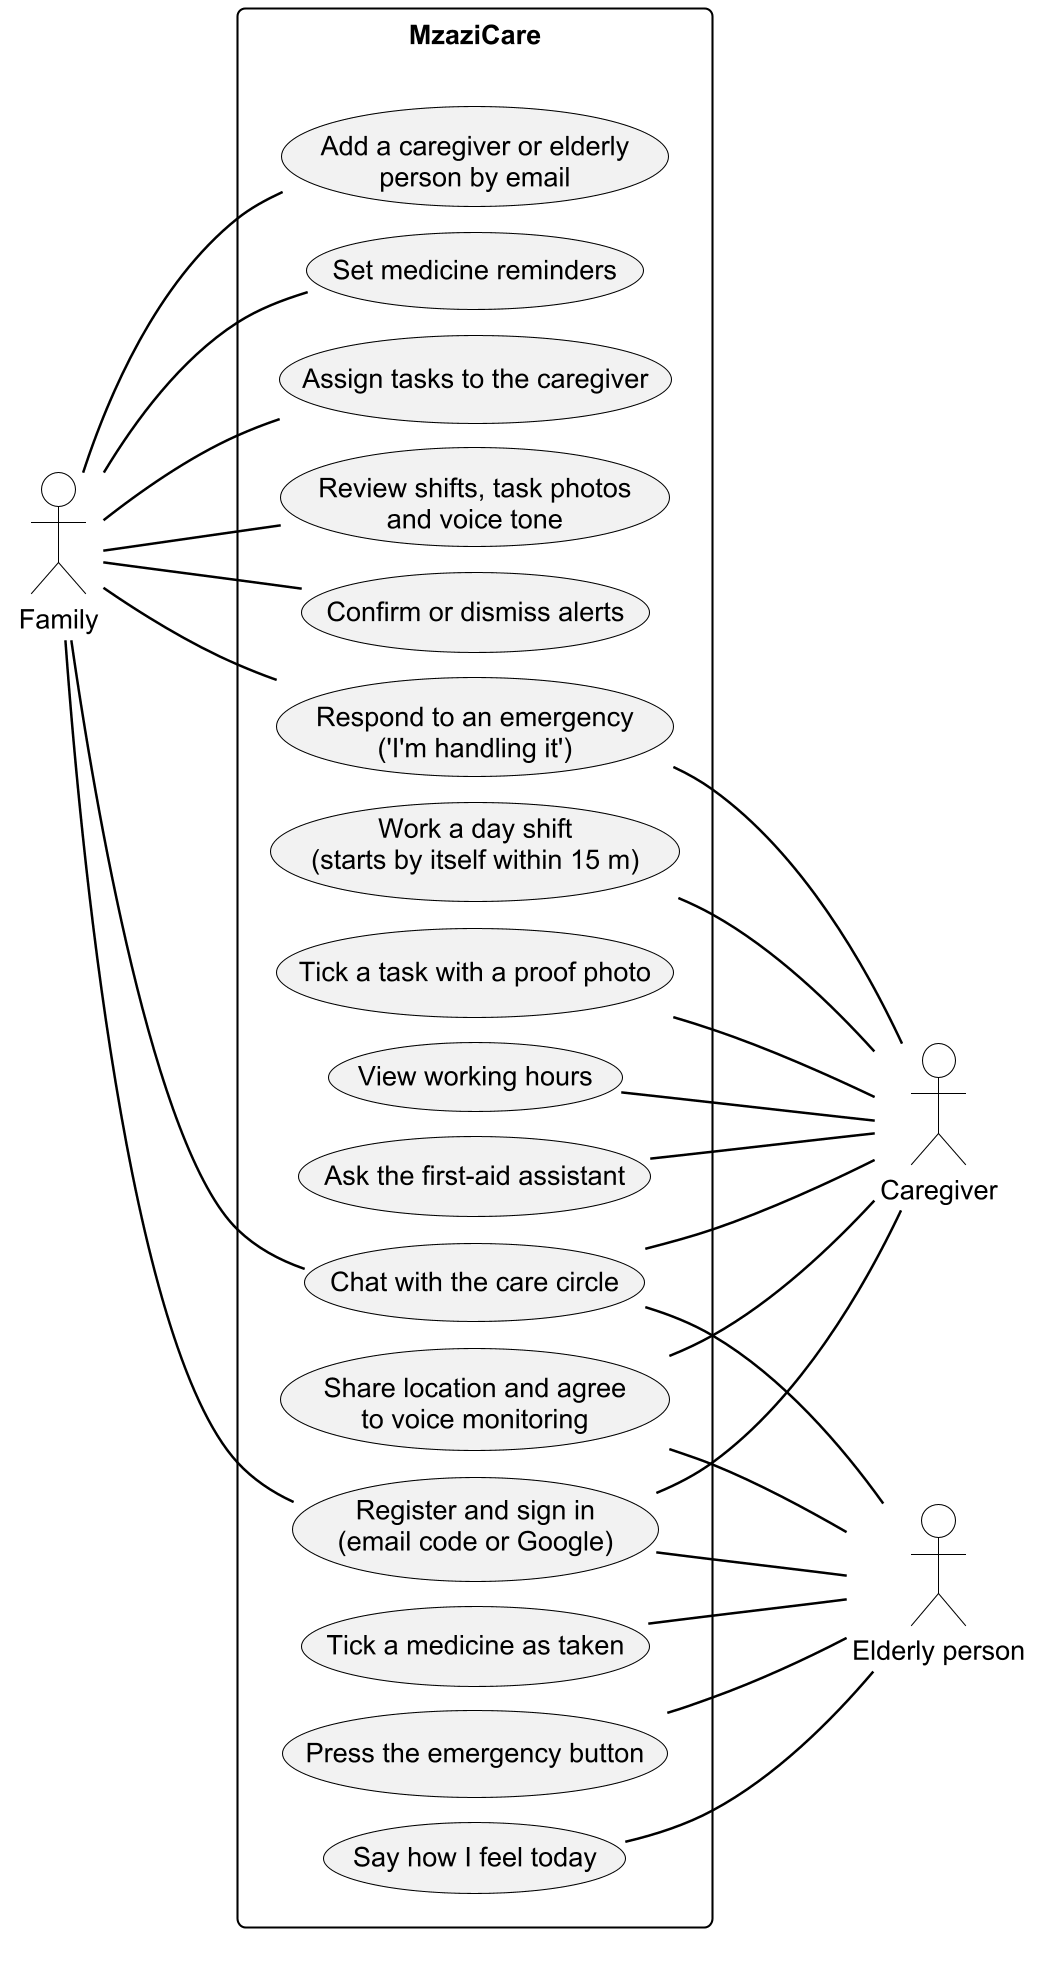 MzaziCare
Add a caregiver or elderly
person by email
Set medicine reminders
Assign tasks to the caregiver
Review shifts, task photos
and voice tone
Family
Confirm or dismiss alerts
Respond to an emergency
('I'm handling it')
Work a day shift
(starts by itself within 15 m)
Tick a task with a proof photo
View working hours
Ask the first-aid assistant
Caregiver
Chat with the care circle
Share location and agree
to voice monitoring
Register and sign in
(email code or Google)
Tick a medicine as taken
Elderly person
Press the emergency button
Say how I feel today